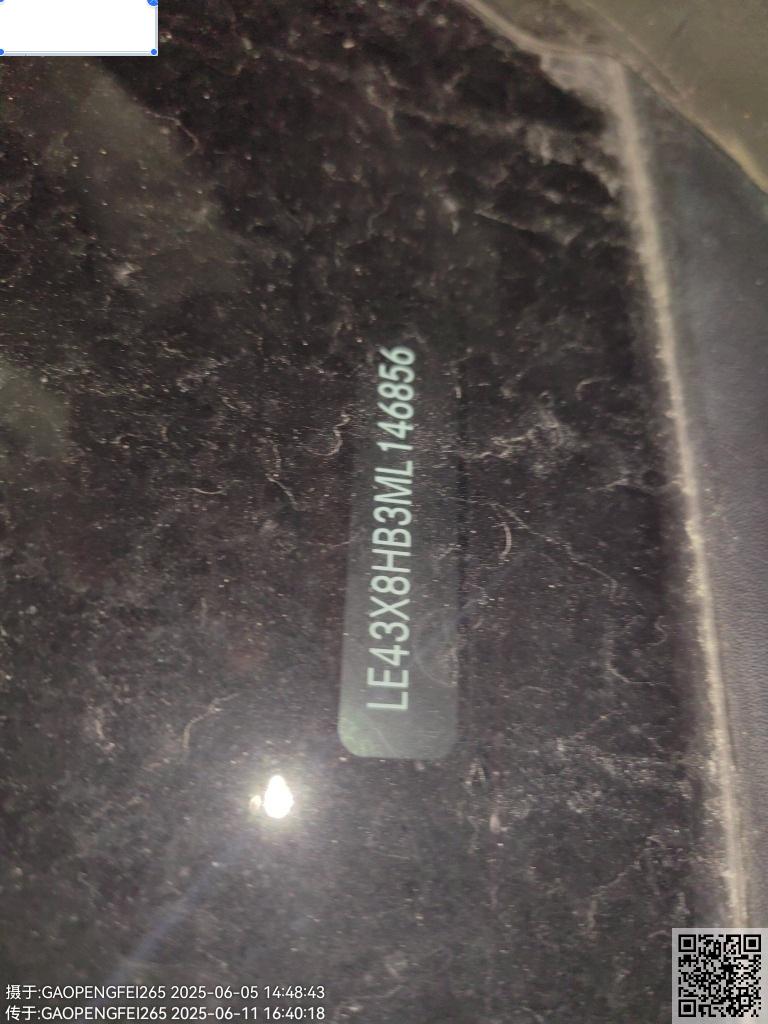 LE43X8HB3ML146856
摄于:GAOPENGFEI265 2025-06-05 14:48:43
传于:GAOPENGFEI265 2025-06-11 16:40:18